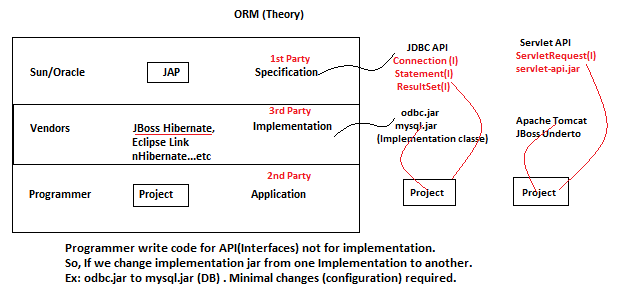 ORM (Theory)
Sun/Oracle
JAP
1st Party
Specification
Vendors
JBoss Hibernate,
Eclipse Link
nHibernate...etc
3rd Party
Implementation
Programmer
Project
2nd Party
Application
JDBC API
Connection (I)
Statement(I)
ResultSet(I)
odbc.jar
mysql.jar
(Implementation classe)
Project
Servlet API
ServletRequest(I)
servlet-api.jar
Apache Tomcat
JBoss Underto
Project
Programmer write code for API(Interfaces) not for implementation.
So, If we change implementation jar from one Implementation to another.
Ex: odbc.jar to mysql.jar (DB) . Minimal changes (configuration) required.